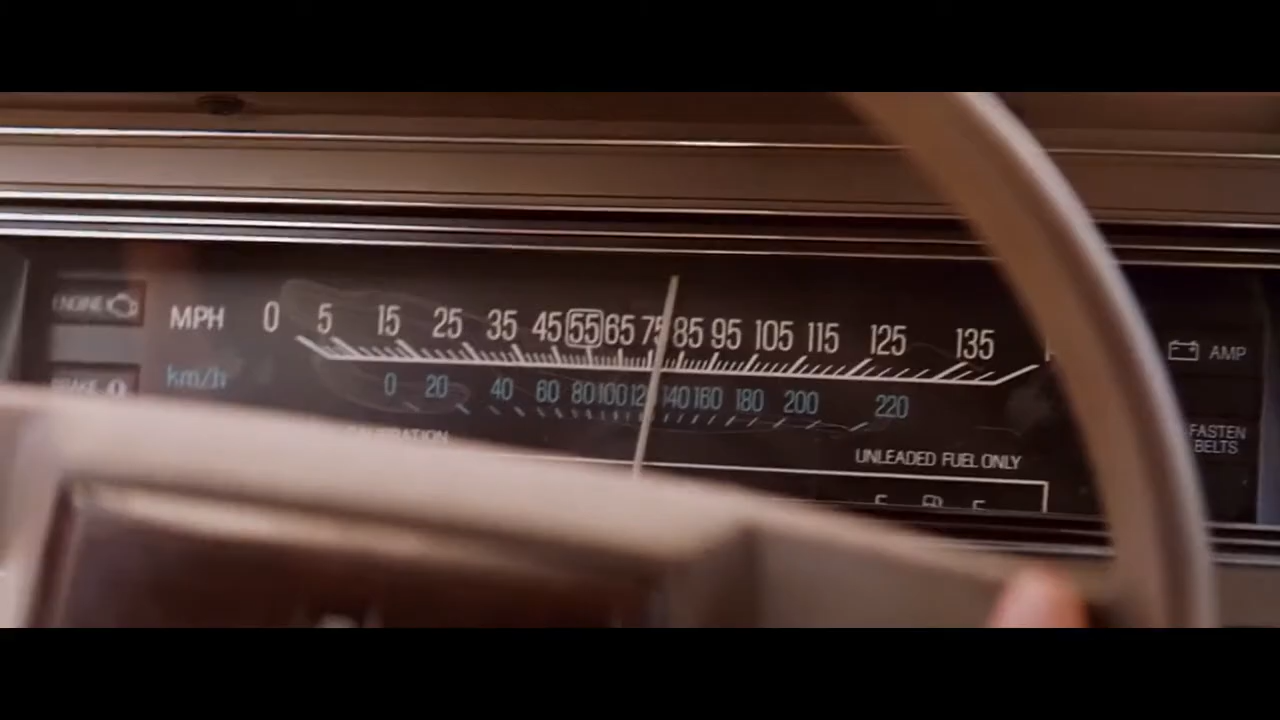 ENGINE
MPH 0 5 15 25 35 45 55 65 75 85 95 105 115 125 135
km/h 0 20 40 60 80 100 140 160 180 200 220
BRAKE
AMP
FASTEN
BELTS
UNLEADED FUEL ONLY